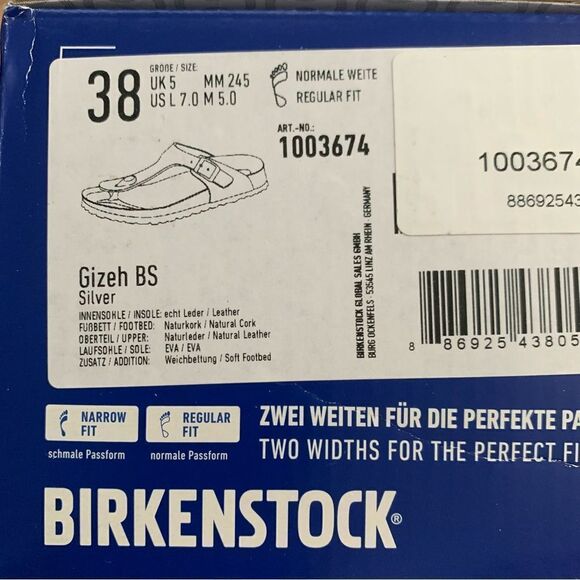 38
GRÖßE / SIZE:
UK 5 MM 245
US L 7.0 M 5.0
NORMALE WEITE
REGULAR FIT
ART.-NO.:
1003674
1003674
88692543
Gizeh BS
Silver
INNENSOHLE / INSOLE: echt Leder / Leather
FUßBETT / FOOTBED: Naturkork / Natural Cork
OBERTEIL / UPPER: Naturleder / Natural Leather
LAUFSOHLE / SOLE: EVA / EVA
ZUSATZ / ADDITION: Weichbettung / Soft Footbed
BIRKENSTOCK GLOBAL SALES GMBH
BURG OCKENFELS · 53545 LINZ AM RHEIN · GERMANY
8 86925 43805
NARROW
FIT
schmale Passform
REGULAR
FIT
normale Passform
ZWEI WEITEN FÜR DIE PERFEKTE PA
TWO WIDTHS FOR THE PERFECT FI
BIRKENSTOCK®